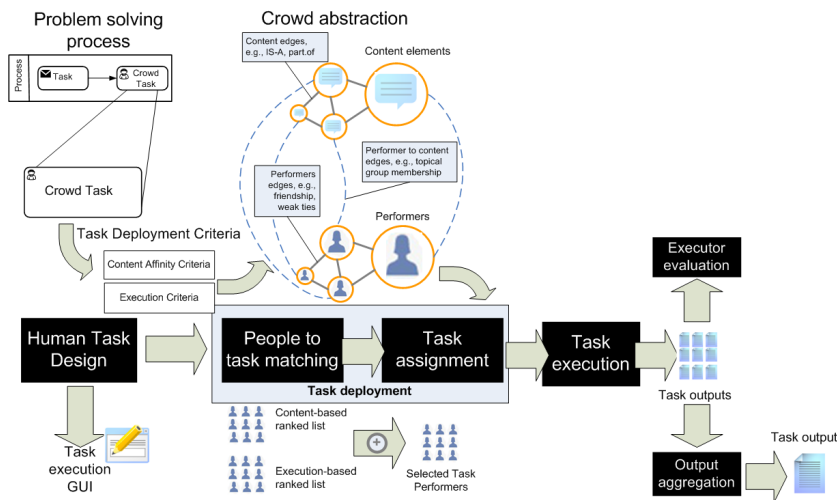 Problem solving
process
Crowd abstraction
Process
Task
Crowd
Task
Content edges,
e.g., IS-A, part.of
Content elements
Crowd Task
Performer to content
edges, e.g., topical
group membership
Performers
edges, e.g.,
friendship,
weak ties
Performers
Task Deployment Criteria
Content Affinity Criteria
Execution Criteria
Executor
evaluation
Human Task
Design
People to
task matching
Task
assignment
Task deployment
Task
execution
Task outputs
Task
execution
GUI
Content-based
ranked list
Execution-based
ranked list
Selected Task
Performers
Output
aggregation
Task output